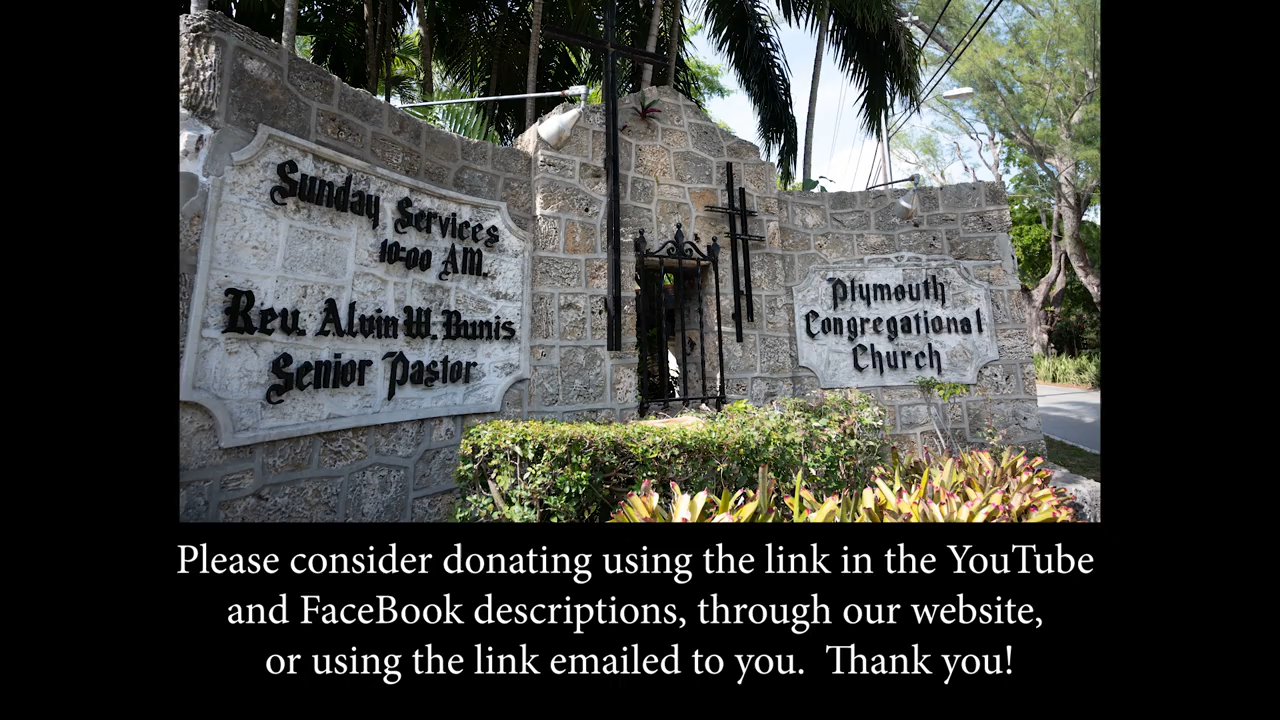 Sunday Services
10:00 AM.
Rev. Alvin W. Bunis
Senior Pastor
Plymouth
Congregational
Church
Please consider donating using the link in the YouTube
and FaceBook descriptions, through our website,
or using the link emailed to you.  Thank you!